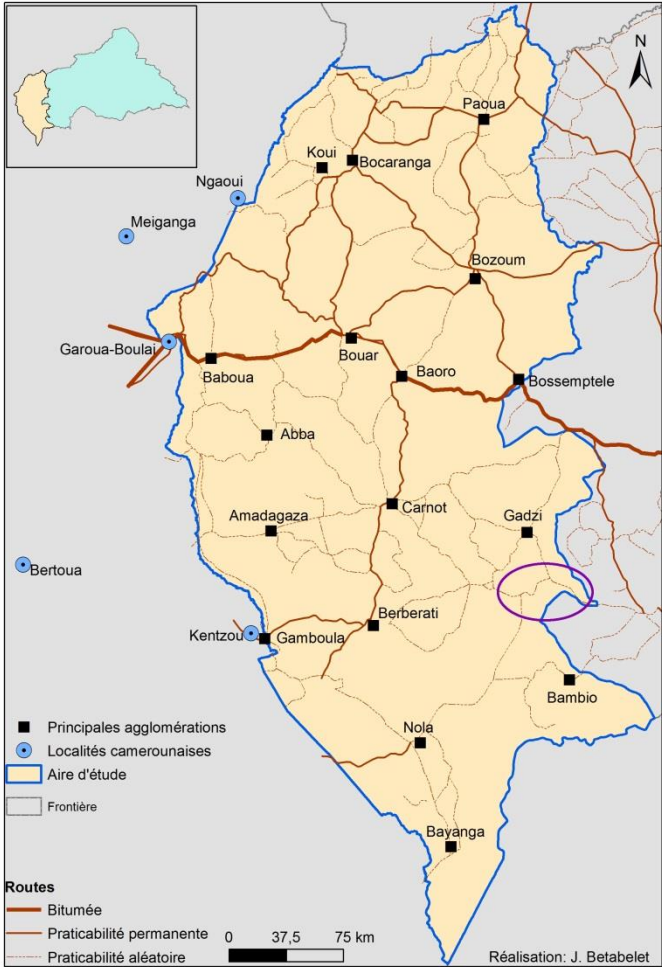 N
Paoua
Koui
Bocaranga
Ngaoui
Meiganga
Bozoum
Garoua-Boulai
Bouar
Baboua
Baoro
Bossemptele
Abba
Carnot
Amadagaza
Gadzi
Bertoua
Berberati
Kentzou
Gamboula
Bambio
Nola
Principales agglomérations
Localités camerounaises
Aire d'étude
Frontière
Bayanga
Routes
Bitumée
Praticabilité permanente
Praticabilité aléatoire
0 37,5 75 km
Réalisation: J. Betabelet